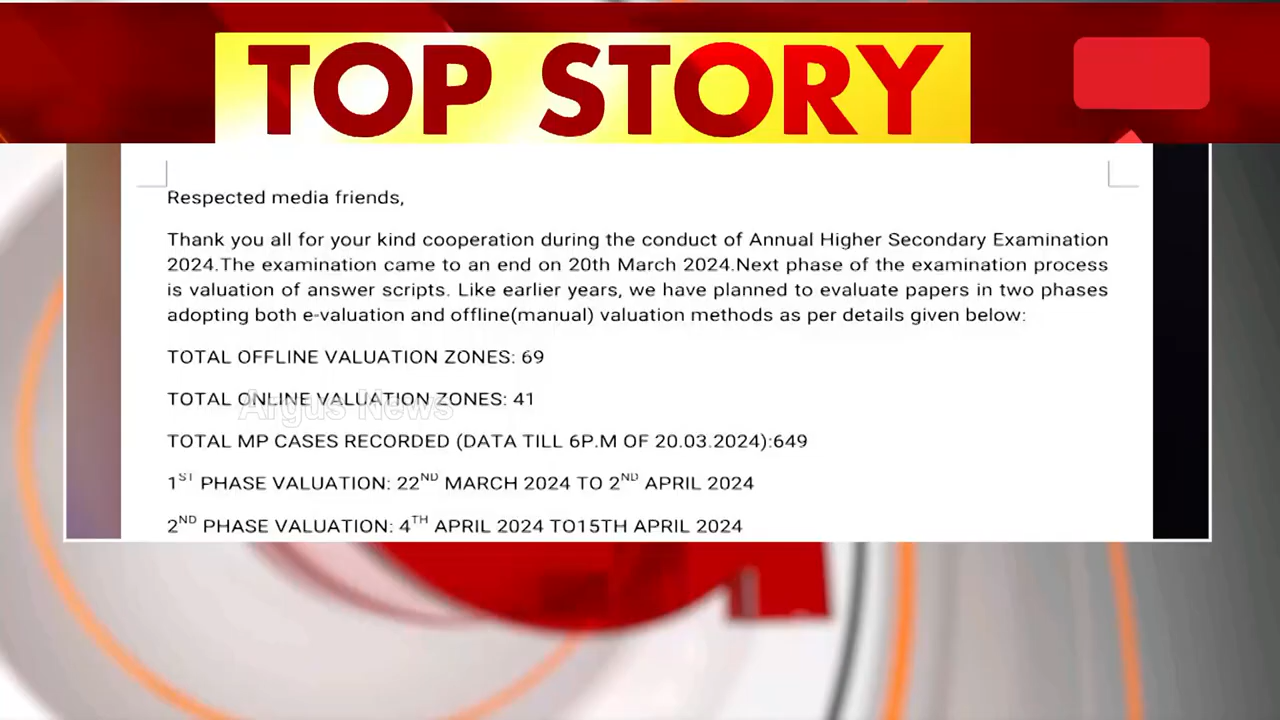 TOP STORY
Respected media friends,
Thank you all for your kind cooperation during the conduct of Annual Higher Secondary Examination
2024.The examination came to an end on 20th March 2024.Next phase of the examination process
is valuation of answer scripts. Like earlier years, we have planned to evaluate papers in two phases
adopting both e-valuation and offline(manual) valuation methods as per details given below:
TOTAL OFFLINE VALUATION ZONES: 69
TOTAL ONLINE VALUATION ZONES: 41
Argus News
TOTAL MP CASES RECORDED (DATA TILL 6P.M OF 20.03.2024):649
1ST PHASE VALUATION: 22ND MARCH 2024 TO 2ND APRIL 2024
2ND PHASE VALUATION: 4TH APRIL 2024 TO15TH APRIL 2024